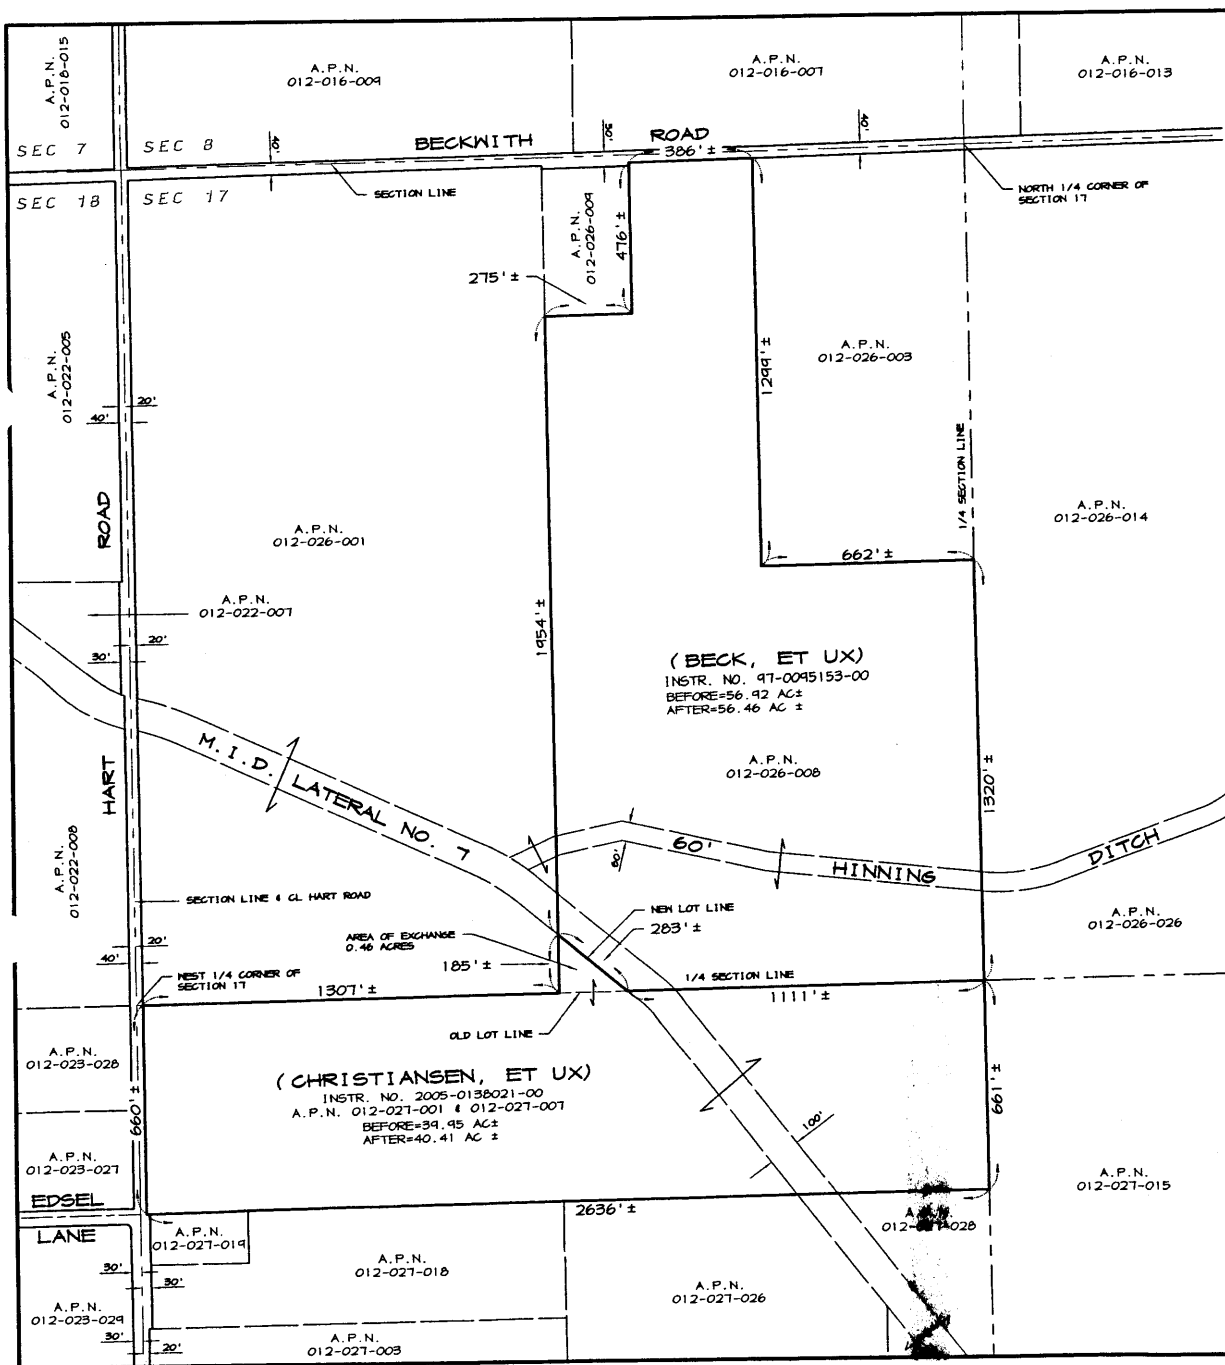 A.P.N.
012-018-015
A.P.N.
012-016-009
A.P.N.
012-016-007
A.P.N.
012-016-013
SEC 7
SEC 8
40'
BECKWITH
50'
ROAD
386'±
40'
SEC 18
SEC 17
SECTION LINE
NORTH 1/4 CORNER OF
SECTION 17
A.P.N.
012-026-009
476'±
275'±
A.P.N.
012-022-005
1299'±
A.P.N.
012-026-003
20'
40'
1/4 SECTION LINE
ROAD
A.P.N.
012-026-001
A.P.N.
012-026-014
662'±
A.P.N.
012-022-007
20'
30'
1954'±
(BECK, ET UX)
INSTR. NO. 97-0095153-00
BEFORE=56.92 AC±
AFTER=56.46 AC ±
A.P.N.
012-026-008
M.I.D. LATERAL NO. 7
HART
1320'±
60'
80'
HINNING
DITCH
A.P.N.
012-022-008
SECTION LINE & CL HART ROAD
NEW LOT LINE
283'±
A.P.N.
012-026-026
AREA OF EXCHANGE
0.46 ACRES
20'
40'
185'±
WEST 1/4 CORNER OF
SECTION 17
1/4 SECTION LINE
1307'±
1111'±
OLD LOT LINE
A.P.N.
012-023-028
(CHRISTIANSEN, ET UX)
INSTR. NO. 2005-0138021-00
A.P.N. 012-027-001 & 012-027-007
BEFORE=39.95 AC±
AFTER=40.41 AC ±
660'±
661'±
100'
A.P.N.
012-023-027
A.P.N.
012-027-015
EDSEL
LANE
2636'±
A.P.N.
012-027-019
A.P.N.
012-027-018
30'
30'
A.P.N.
012-027-026
A.P.N.
012-023-029
30'
20'
A.P.N.
012-027-003